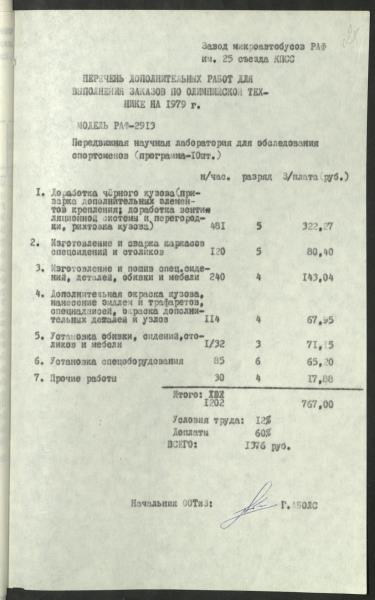 Завод микроавтобусов РАФ
им. 25 съезда КПСС
ПЕРЕЧЕНЬ ДОПОЛНИТЕЛЬНЫХ РАБОТ ДЛЯ
ВЫПОЛНЕНИЯ ЗАКАЗОВ ПО ОЛИМПИЙСКОЙ ТЕХ-
НИКЕ НА 1979 г.
МОДЕЛЬ РАФ-2913
Передвижная научная лаборатория для обследования
спортсменов (программа-10шт.)
н/час. разряд З/плата(руб.)
1. Доработка чёрного кузова(при-
варка дополнительных элемен-
тов крепления; доработка венти-
ляционной системы и перегород-
ки, рихтовка кузова) 481 5 322,27
2. Изготовление и сварка каркасов
спецсидений и столиков 120 5 80,40
3. Изготовление и пошив спец.сиде-
ний, деталей, обивки и мебели 240 4 143,04
4. Дополнительная окраска кузова,
нанесение эмблем и трафаретов,
спецнадписей, окраска дополни-
тельных деталей и узлов 114 4 67,95
5. Установка обивки, сидений,сто-
ликов и мебели 132 3 71,15
6. Установка спецоборудования 85 6 65,20
7. Прочие работы 30 4 17,88
Итого:
1202 767,00
Условия труда: 12%
Доплаты 60%
ВСЕГО: 1376 руб.
Начальник ООТиЗ: Г.АБОЛС